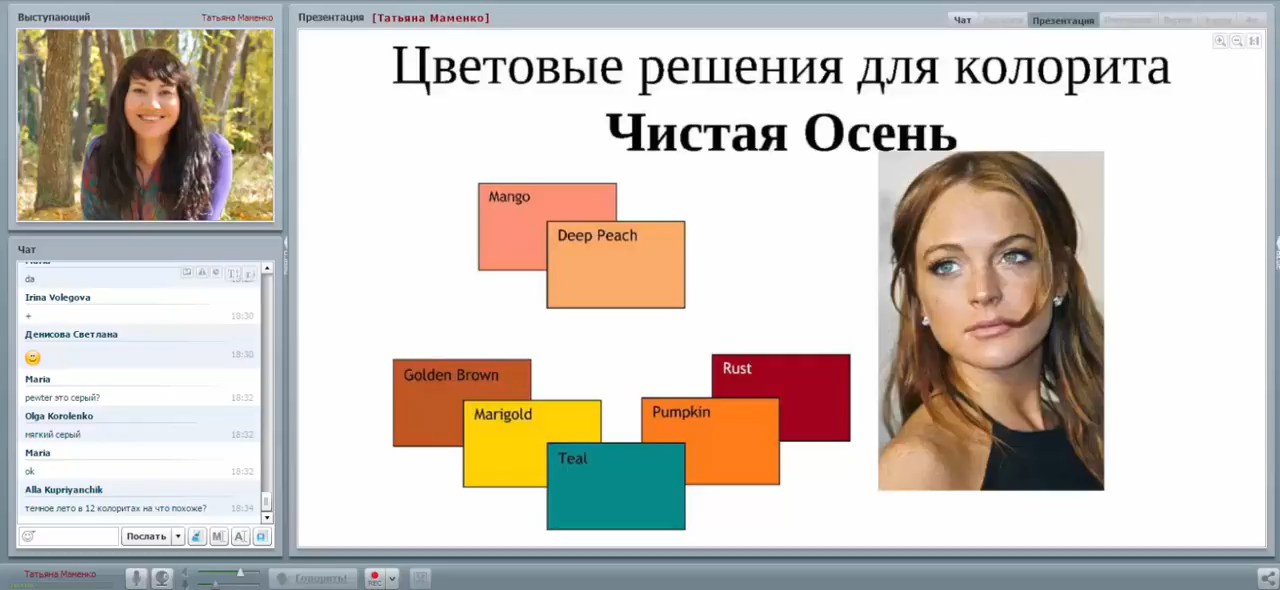 Выступающий
Татьяна Маменко
Презентация [Татьяна Маменко]
Чат
Презентация
Цветовые решения для колорита
Чистая Осень
Mango
Deep Peach
Golden Brown
Marigold
Teal
Pumpkin
Rust
Чат
da
Irina Volegova
+
18:30
Денисова Светлана
18:30
Maria
pewter это серый?
18:32
Olga Korolenko
мягкий серый
18:32
Maria
ok
18:32
Alla Kupriyanchik
темное лето в 12 колоритах на что похоже?
18:34
Послать
Татьяна Маменко
Говорить!
REC